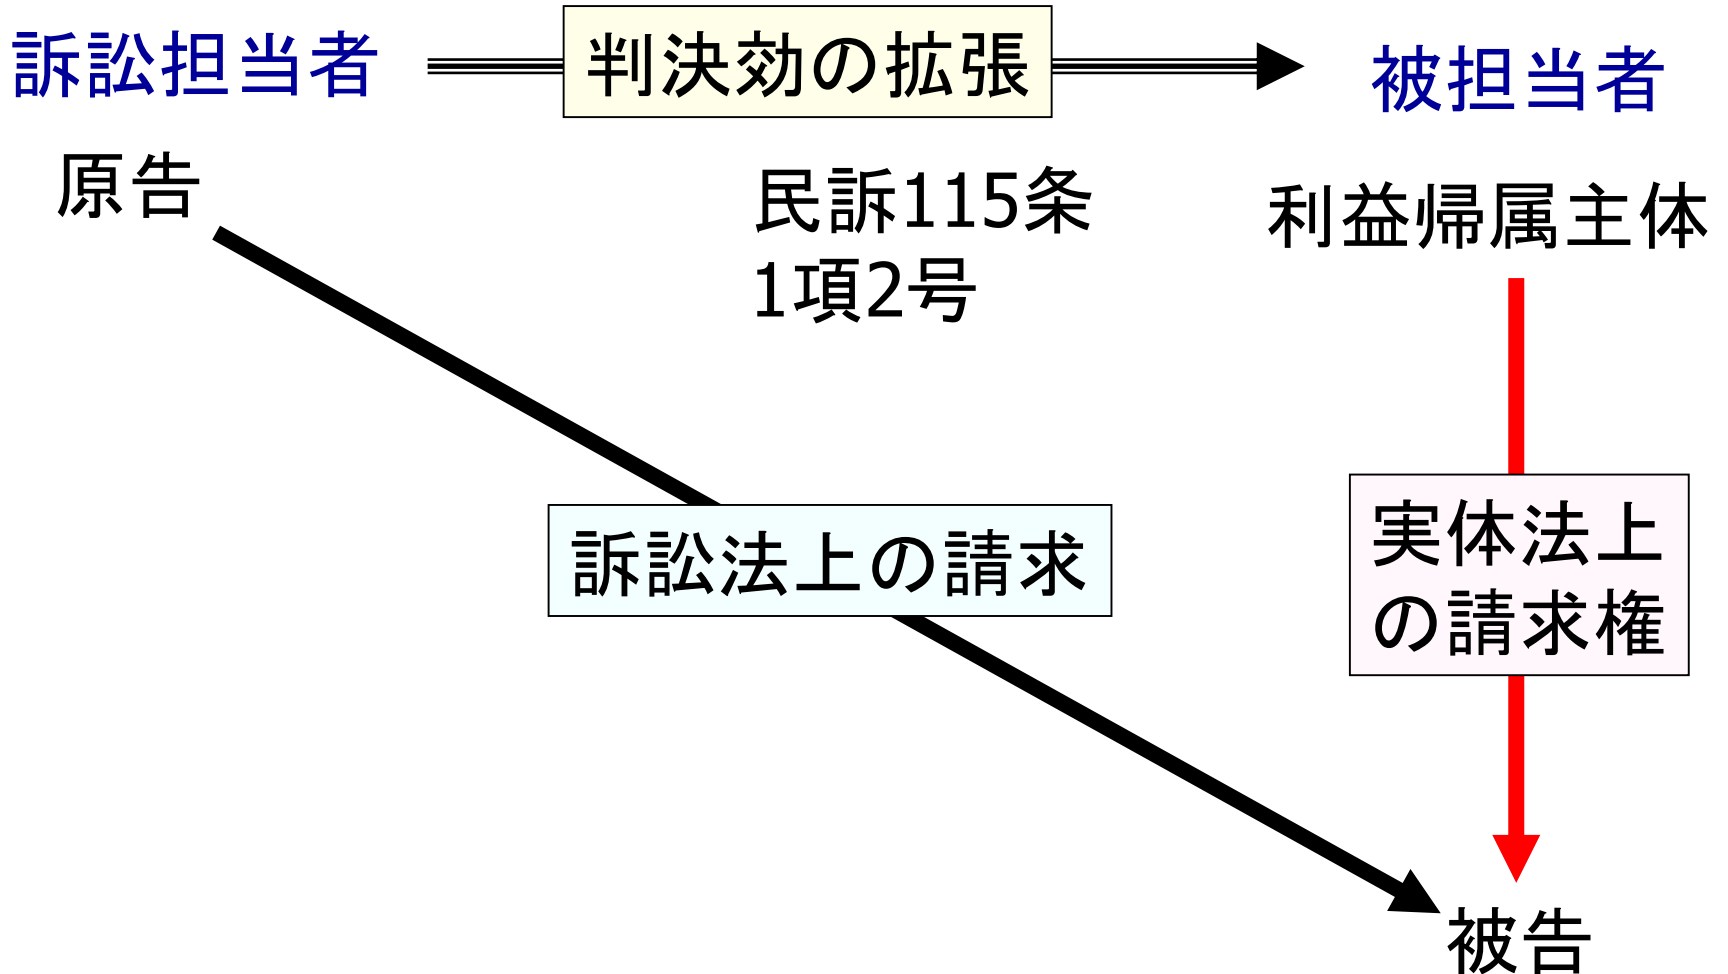 訴訟担当者
判決効の拡張
被担当者
原告
民訴115条
1項2号
利益帰属主体
訴訟法上の請求
実体法上
の請求権
被告